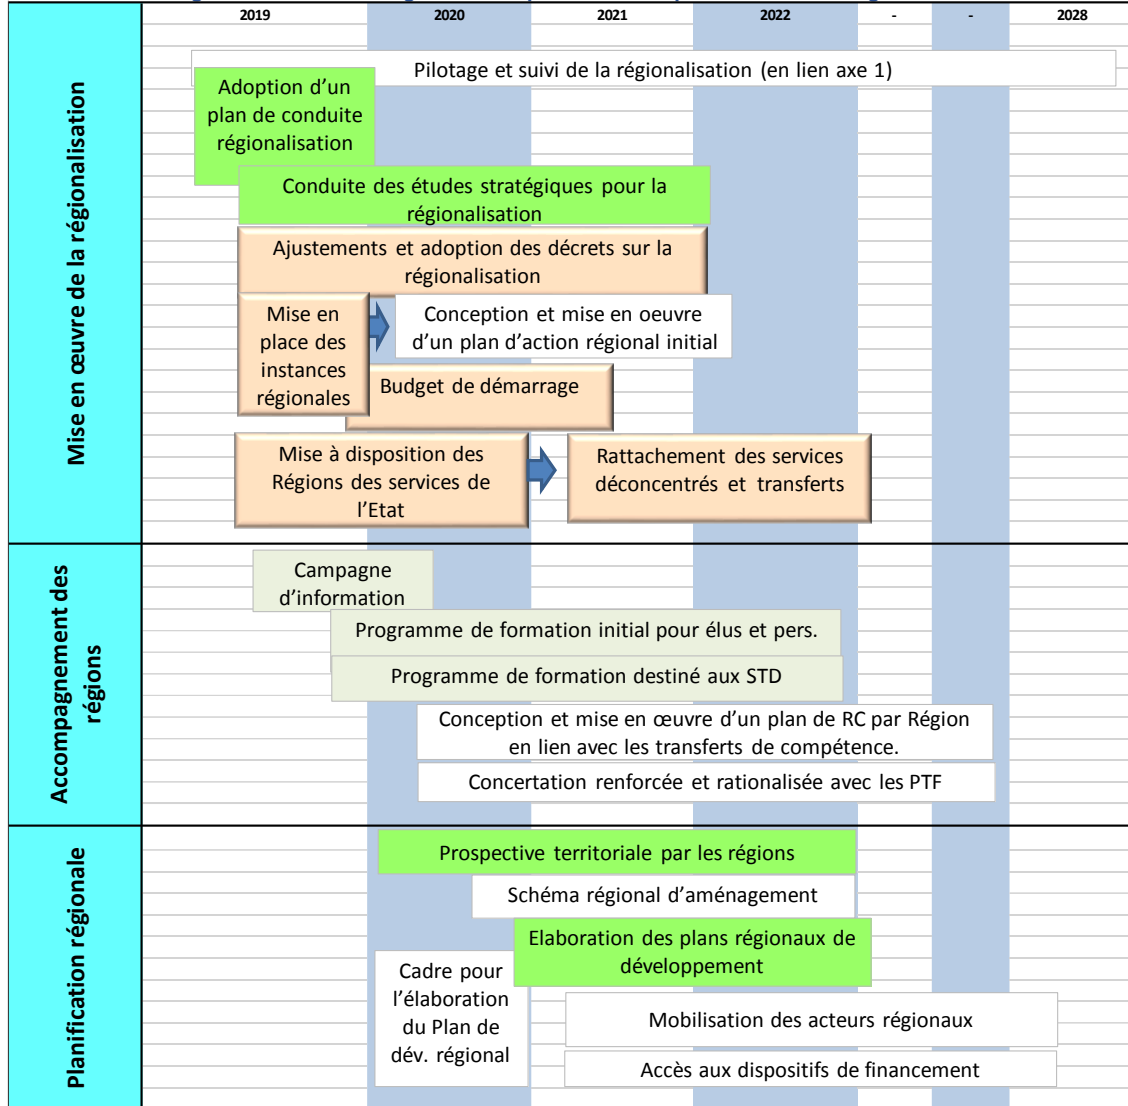 2019 2020 2021 2022 - - 2028
Mise en œuvre de la régionalisation
Pilotage et suivi de la régionalisation (en lien axe 1)
Adoption d'un
plan de conduite
régionalisation
Conduite des études stratégiques pour la
régionalisation
Ajustements et adoption des décrets sur la
régionalisation
Mise en
place des
instances
régionales
Conception et mise en oeuvre
d'un plan d'action régional initial
Budget de démarrage
Mise à disposition des
Régions des services de
l'Etat
Rattachement des services
déconcentrés et transferts
Accompagnement des
régions
Campagne
d'information
Programme de formation initial pour élus et pers.
Programme de formation destiné aux STD
Conception et mise en œuvre d'un plan de RC par Région
en lien avec les transferts de compétence.
Concertation renforcée et rationalisée avec les PTF
Planification régionale
Prospective territoriale par les régions
Schéma régional d'aménagement
Elaboration des plans régionaux de
développement
Cadre pour
l'élaboration
du Plan de
dév. régional
Mobilisation des acteurs régionaux
Accès aux dispositifs de financement